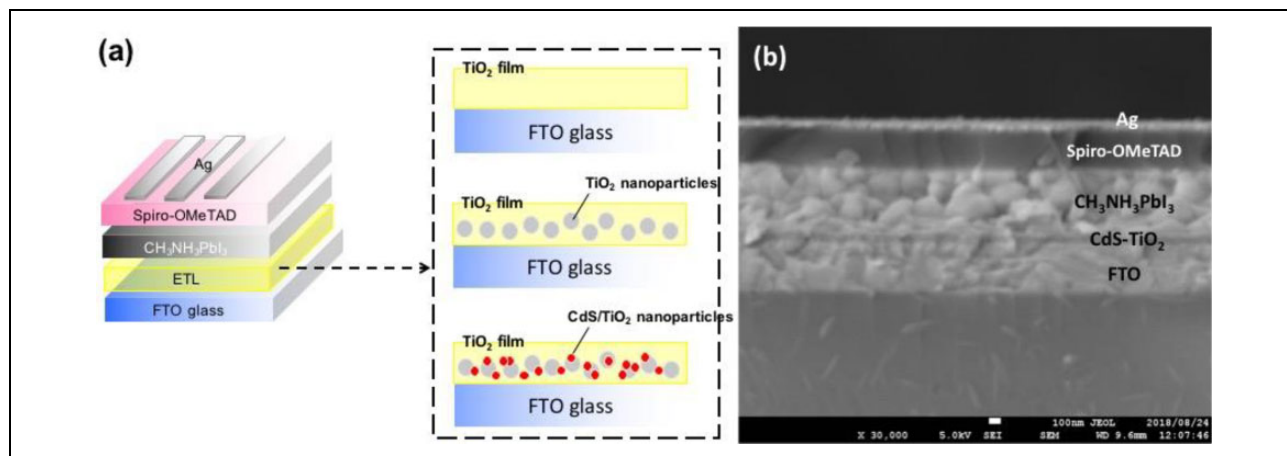 (a)
Ag
Spiro-OMeTAD
CH₃NH₃PbI₃
ETL
FTO glass
TiO₂ film
FTO glass
TiO₂ nanoparticles
TiO₂ film
FTO glass
CdS/TiO₂ nanoparticles
TiO₂ film
FTO glass
(b)
Ag
Spiro-OMeTAD
CH₃NH₃PbI₃
CdS-TiO₂
FTO
100nm JEOL 2018/08/24
X 30,000 5.0kV SEI SEM WD 9.6mm 12:07:46